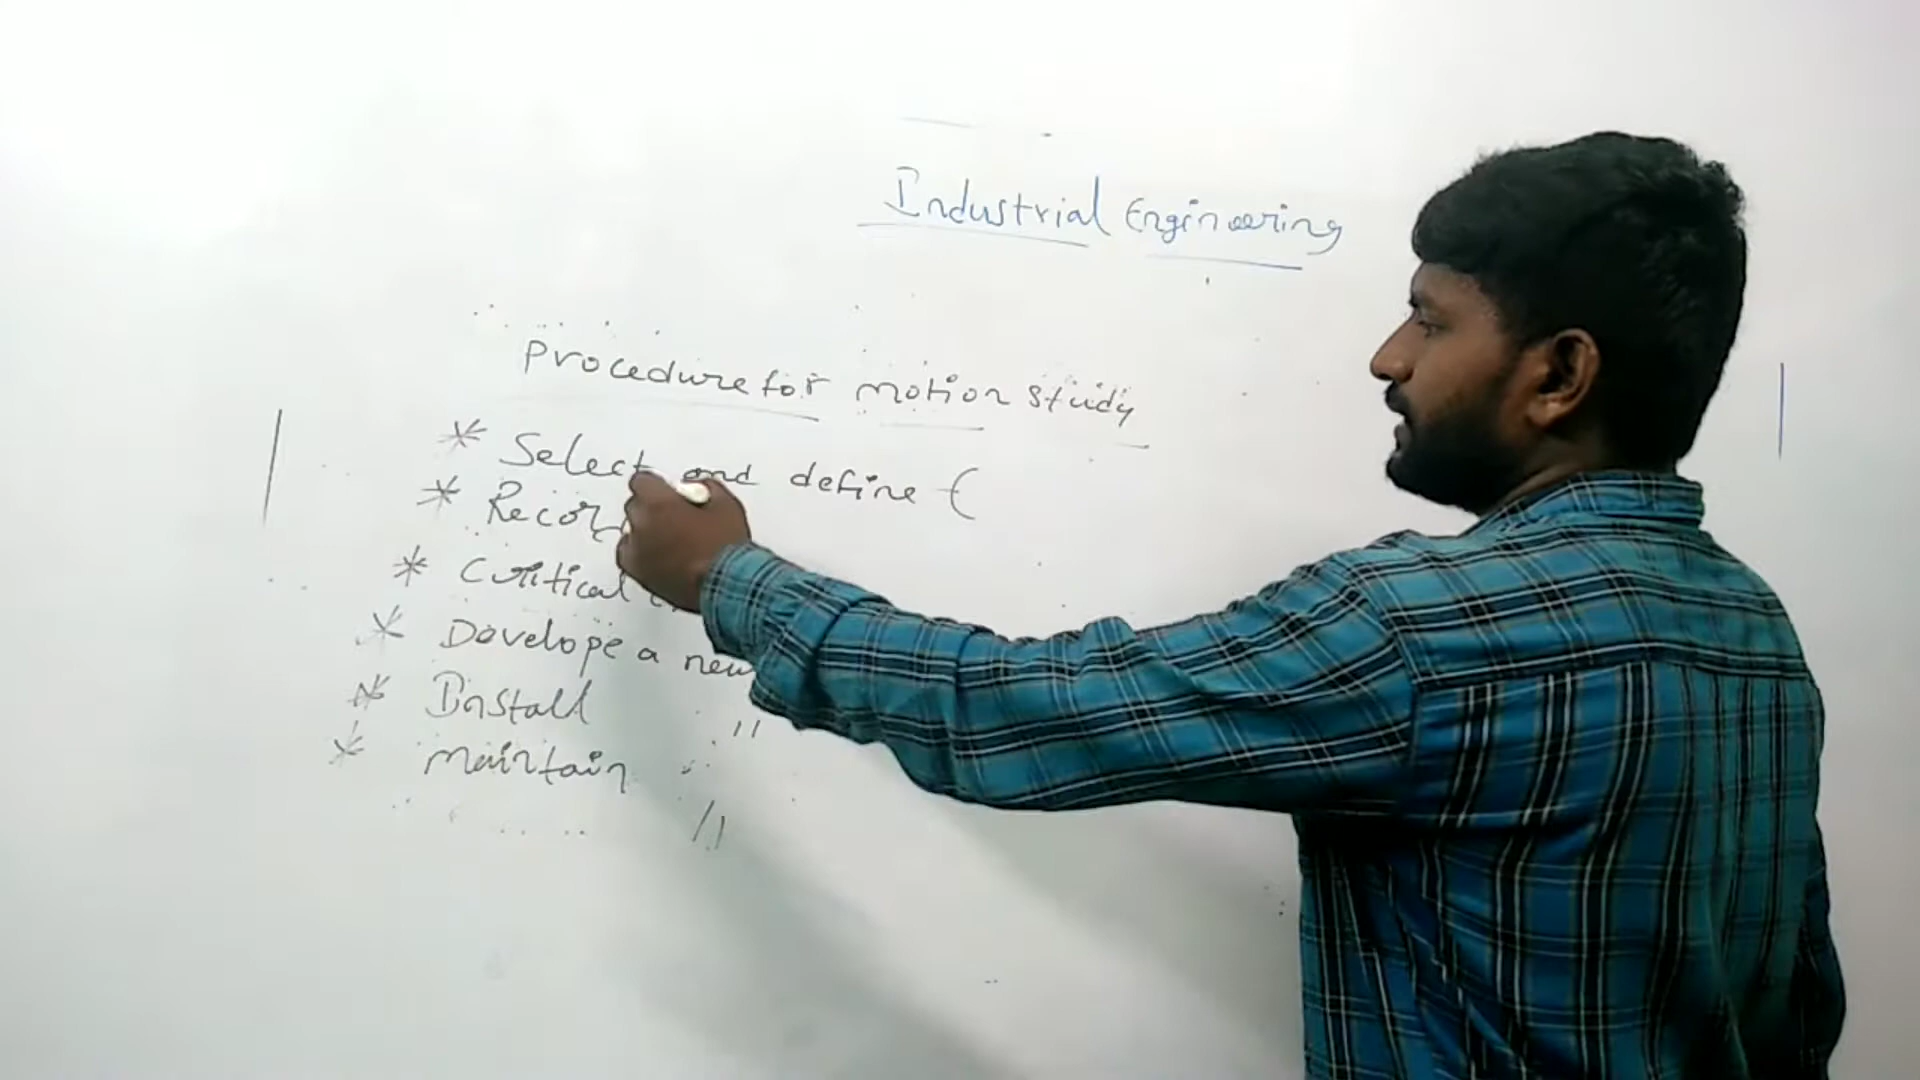 Industrial Engineering
Procedure for motion study
* Select and define (
* Recor
* Critical
* Develope a new
* Install "
* Maintain "